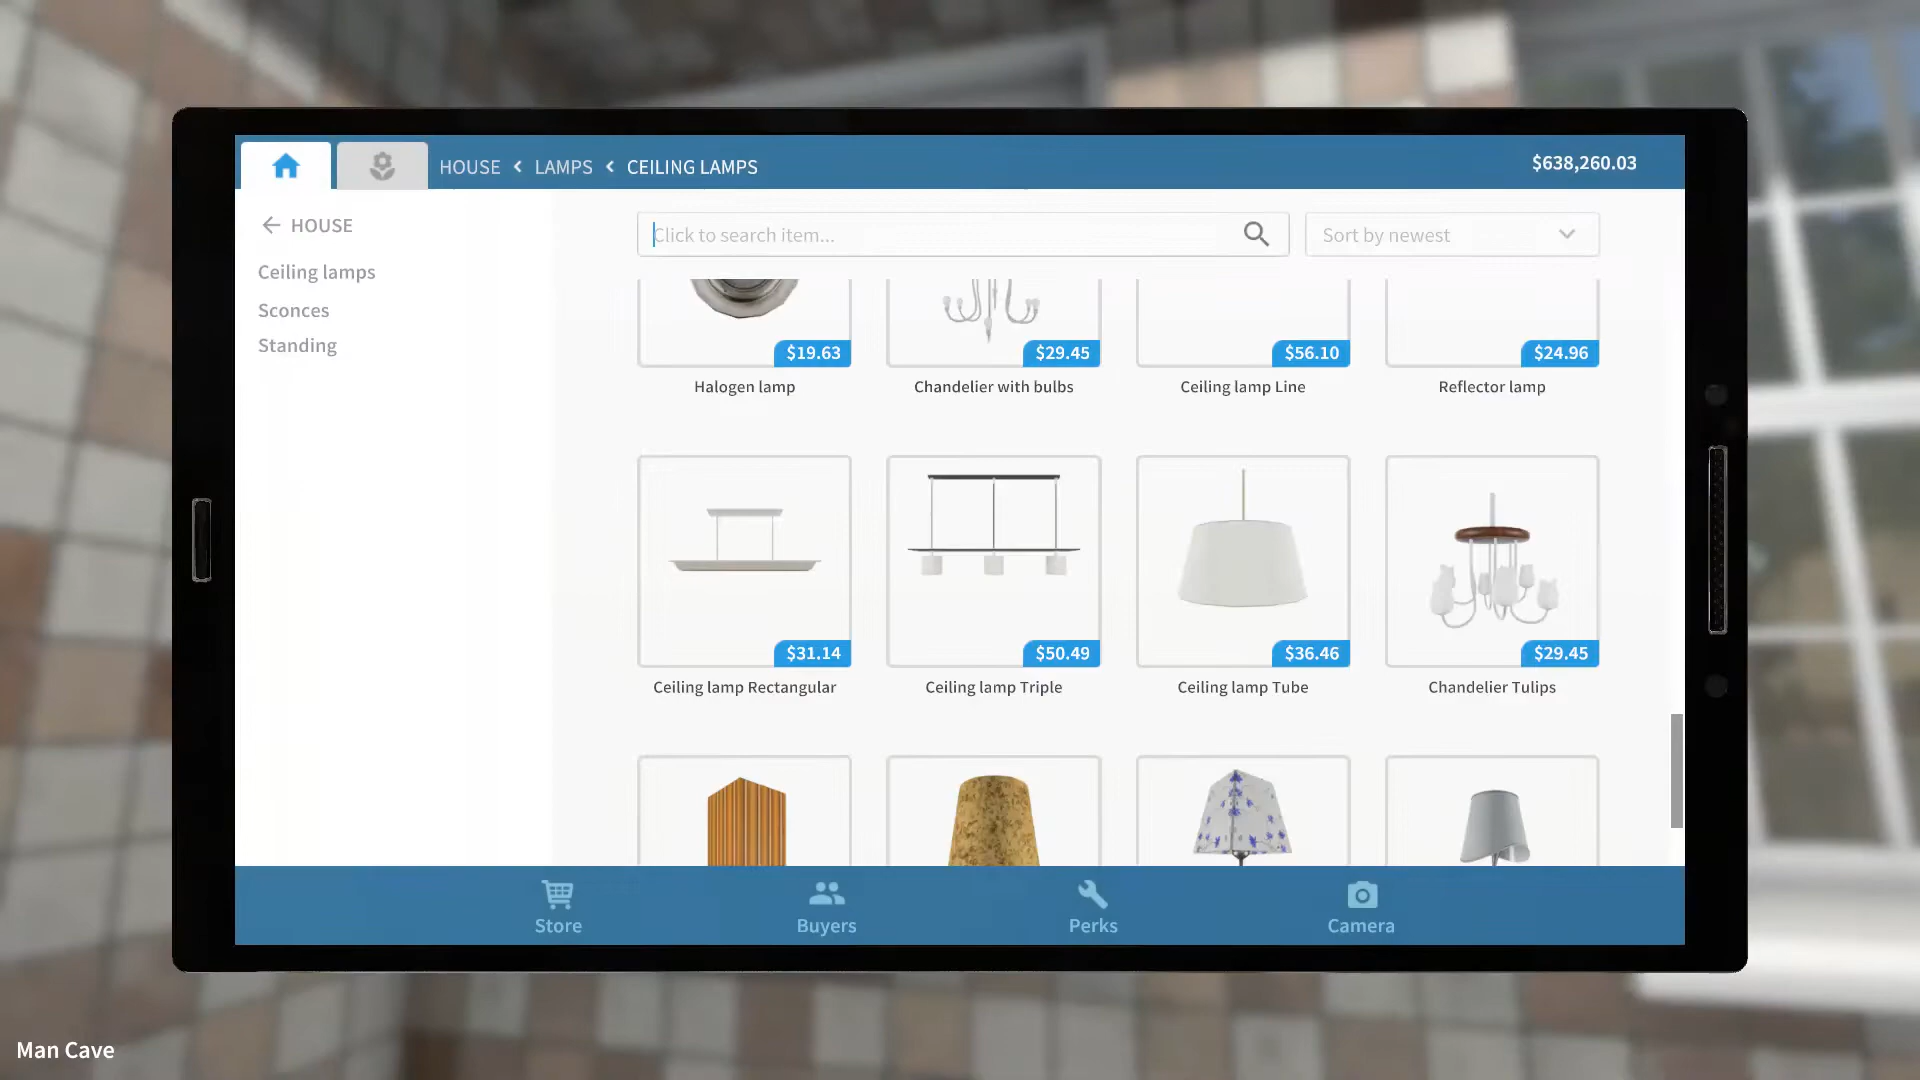 HOUSE < LAMPS < CEILING LAMPS
$638,260.03
HOUSE
Ceiling lamps
Sconces
Standing
Click to search item...
Sort by newest
$19.63
$29.45
$56.10
$24.96
Halogen lamp
Chandelier with bulbs
Ceiling lamp Line
Reflector lamp
$31.14
$50.49
$36.46
$29.45
Ceiling lamp Rectangular
Ceiling lamp Triple
Ceiling lamp Tube
Chandelier Tulips
Store
Buyers
Perks
Camera
Man Cave